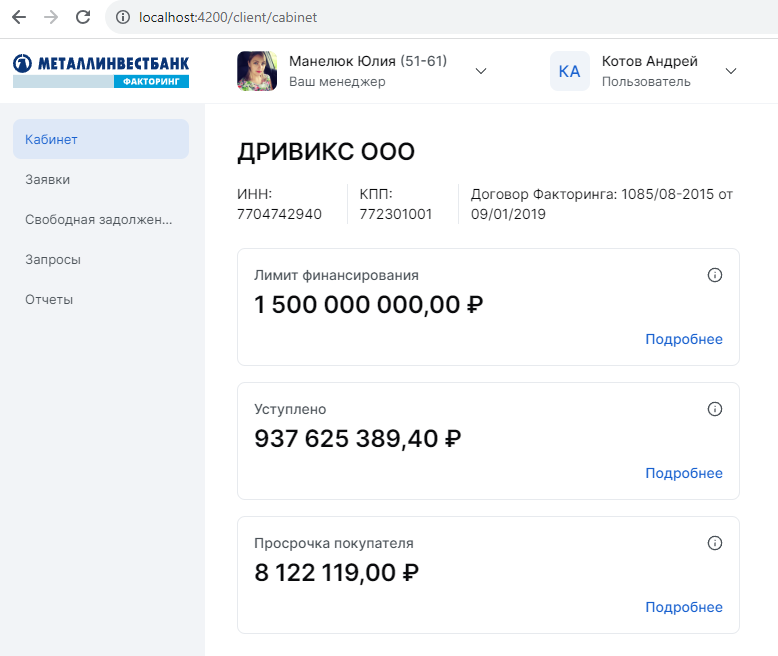 localhost:4200/client/cabinet
МЕТАЛЛИНВЕСТБАНК
ФАКТОРИНГ
Манелюк Юлия (51-61)
Ваш менеджер
КА
Котов Андрей
Пользователь
Кабинет
Заявки
Свободная задолжен...
Запросы
Отчеты
ДРИВИКС ООО
ИНН:
7704742940
КПП:
772301001
Договор Факторинга: 1085/08-2015 от
09/01/2019
Лимит финансирования
1 500 000 000,00 ₽
Подробнее
Уступлено
937 625 389,40 ₽
Подробнее
Просрочка покупателя
8 122 119,00 ₽
Подробнее